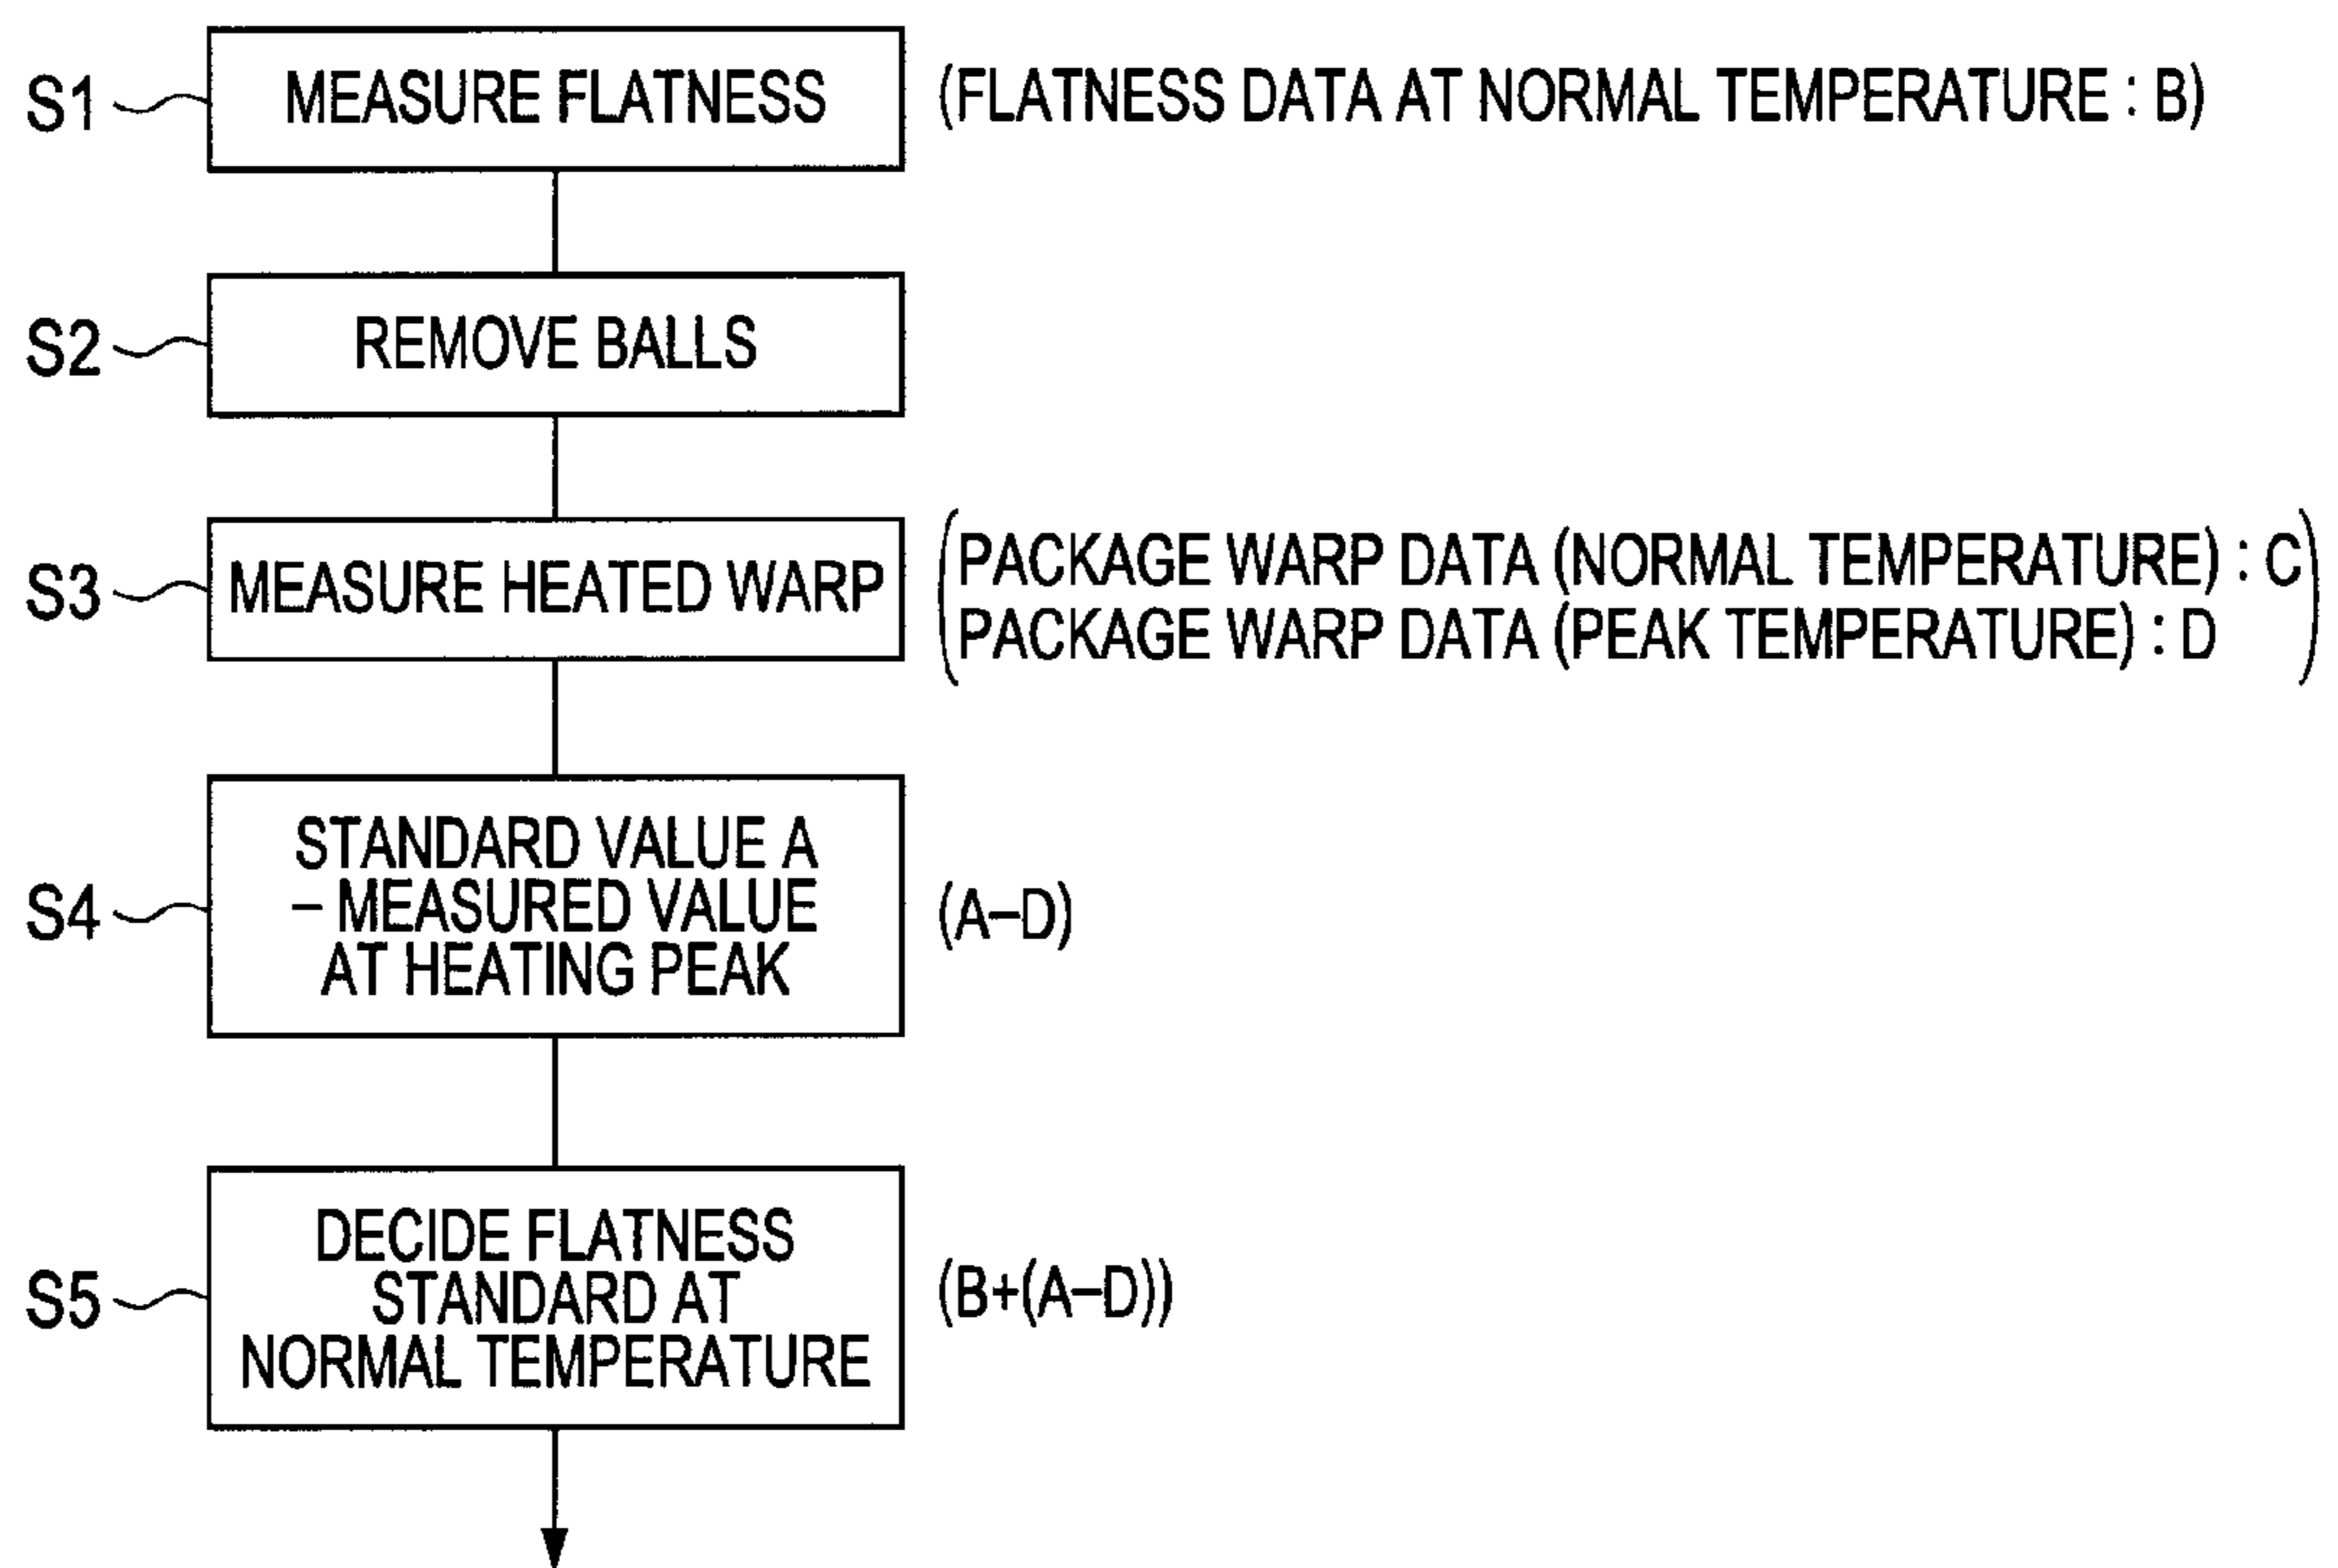 S1 MEASURE FLATNESS (FLATNESS DATA AT NORMAL TEMPERATURE : B)
S2 REMOVE BALLS
S3 MEASURE HEATED WARP (PACKAGE WARP DATA (NORMAL TEMPERATURE) : C
PACKAGE WARP DATA (PEAK TEMPERATURE) : D)
STANDARD VALUE A
S4 – MEASURED VALUE (A–D)
AT HEATING PEAK
DECIDE FLATNESS
S5 STANDARD AT (B+(A–D))
NORMAL TEMPERATURE